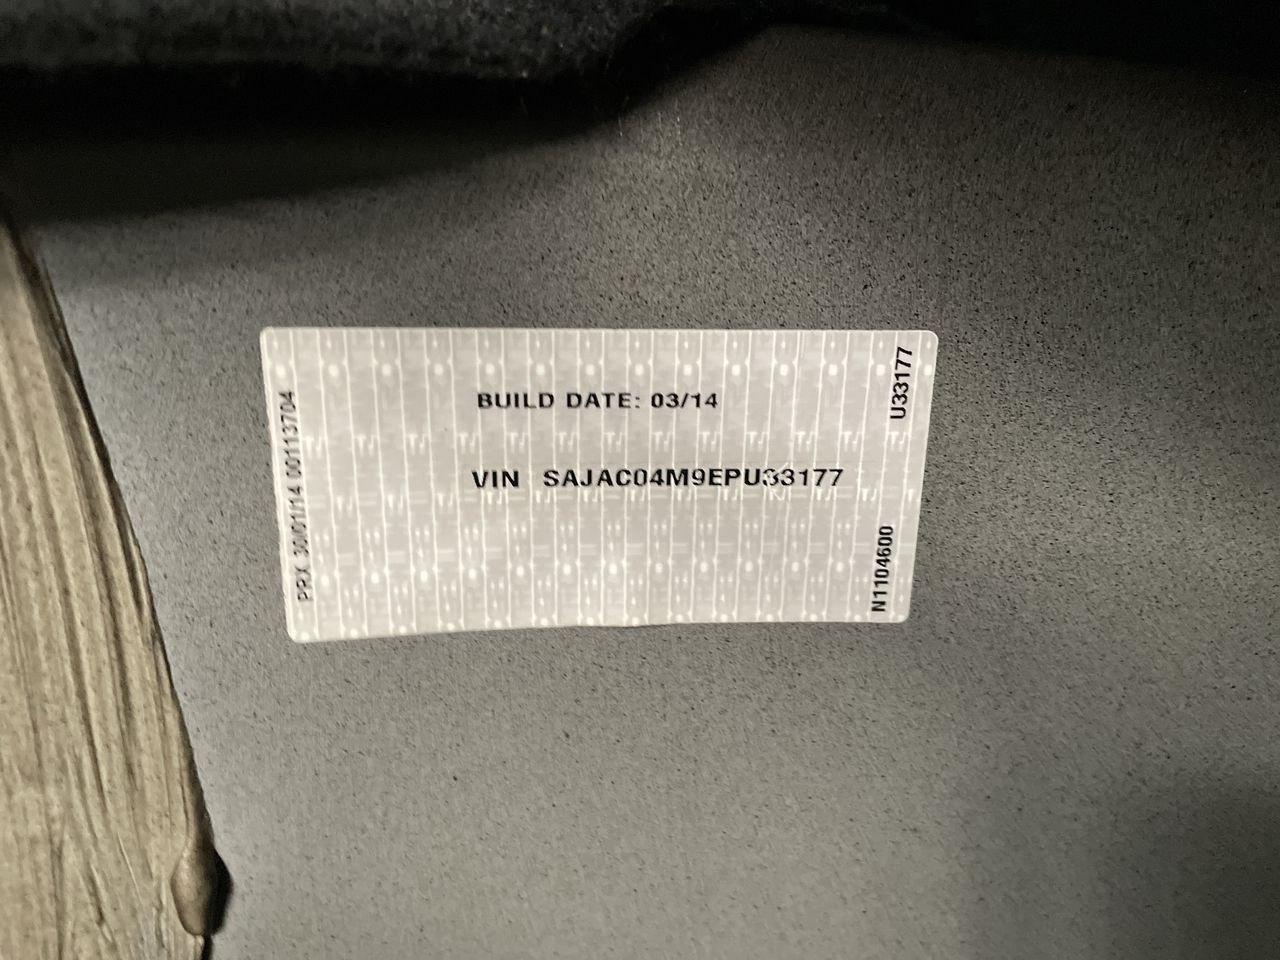 BUILD DATE: 03/14
VIN SAJAC04M9EPU33177
PRX 30/01/14 00113704
U33177
N1104600